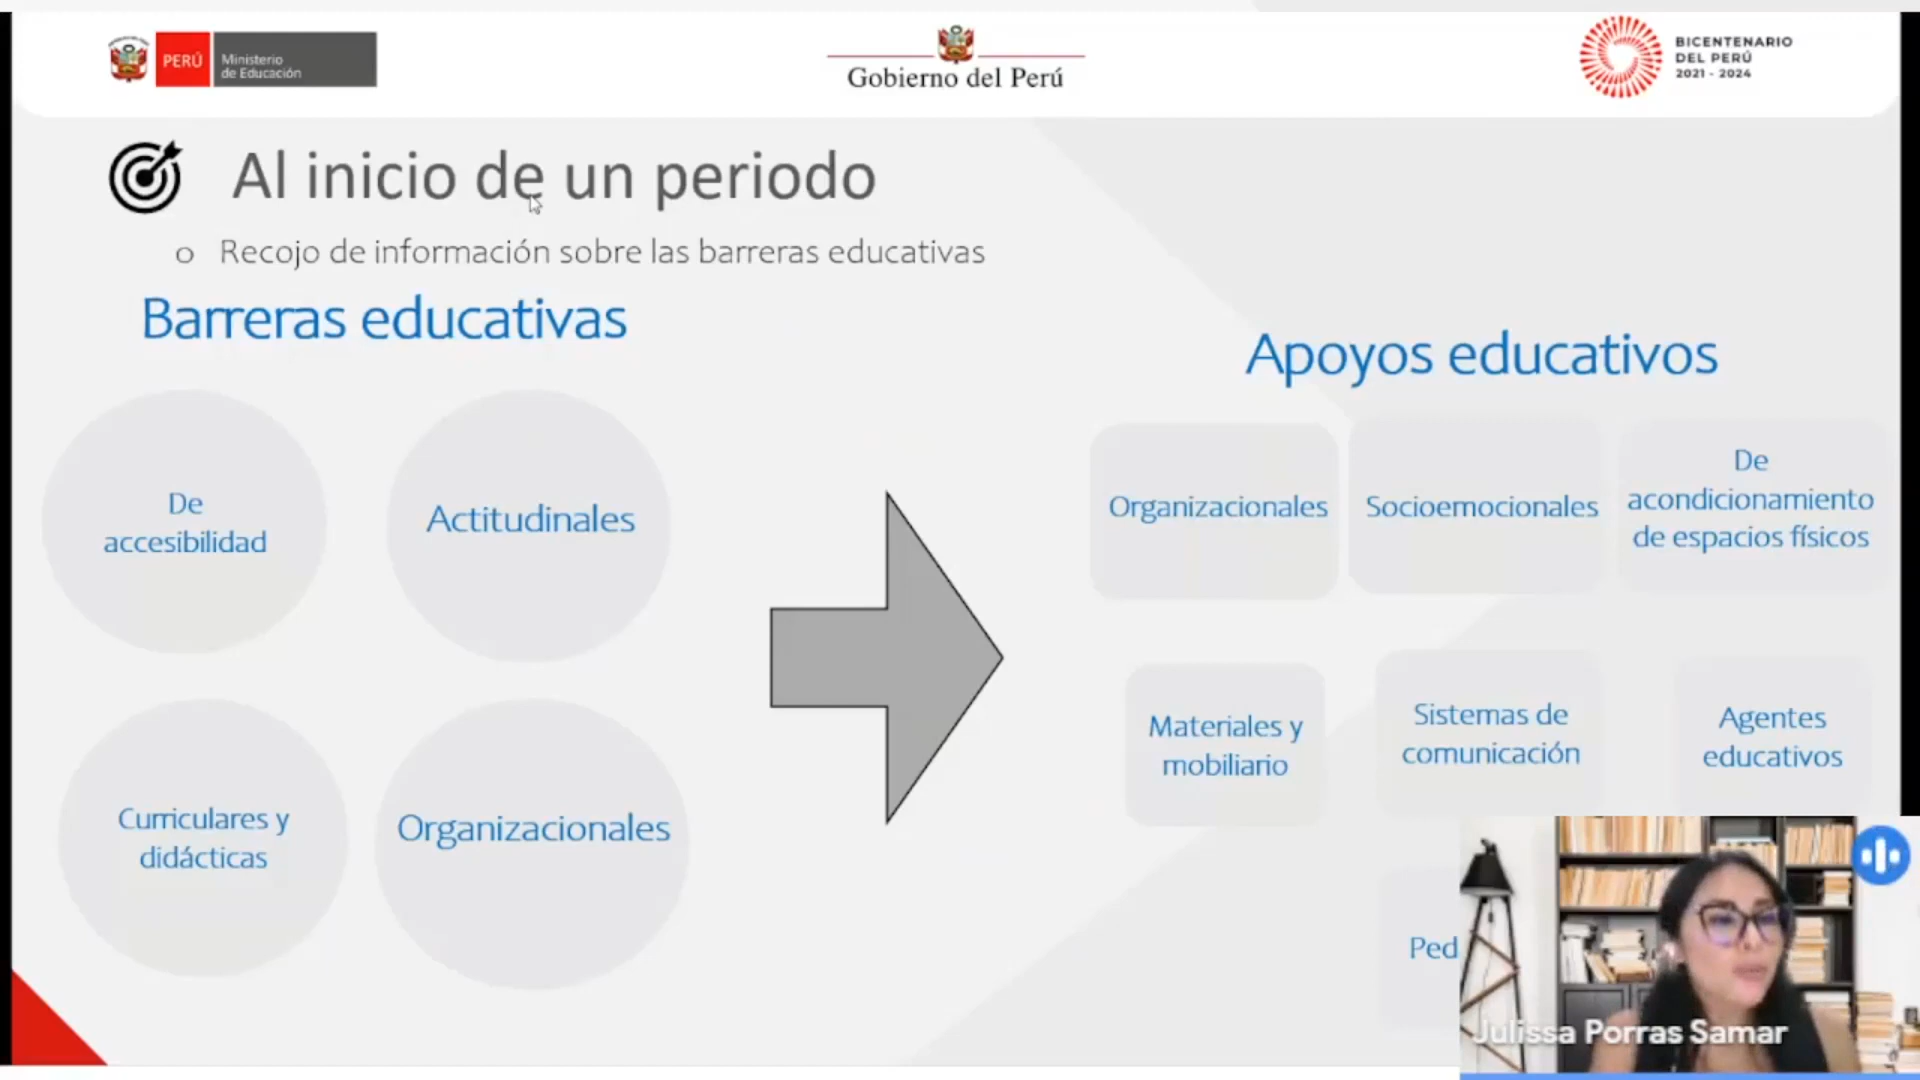 PERÚ
Ministerio
de Educación
Gobierno del Perú
BICENTENARIO
DEL PERÚ
2021 - 2024
Al inicio de un periodo
o Recojo de información sobre las barreras educativas
Barreras educativas
Apoyos educativos
De
accesibilidad
Actitudinales
Curriculares y
didácticas
Organizacionales
Organizacionales
Socioemocionales
De
acondicionamiento
de espacios físicos
Materiales y
mobiliario
Sistemas de
comunicación
Agentes
educativos
Ped
Julissa Porras Samar